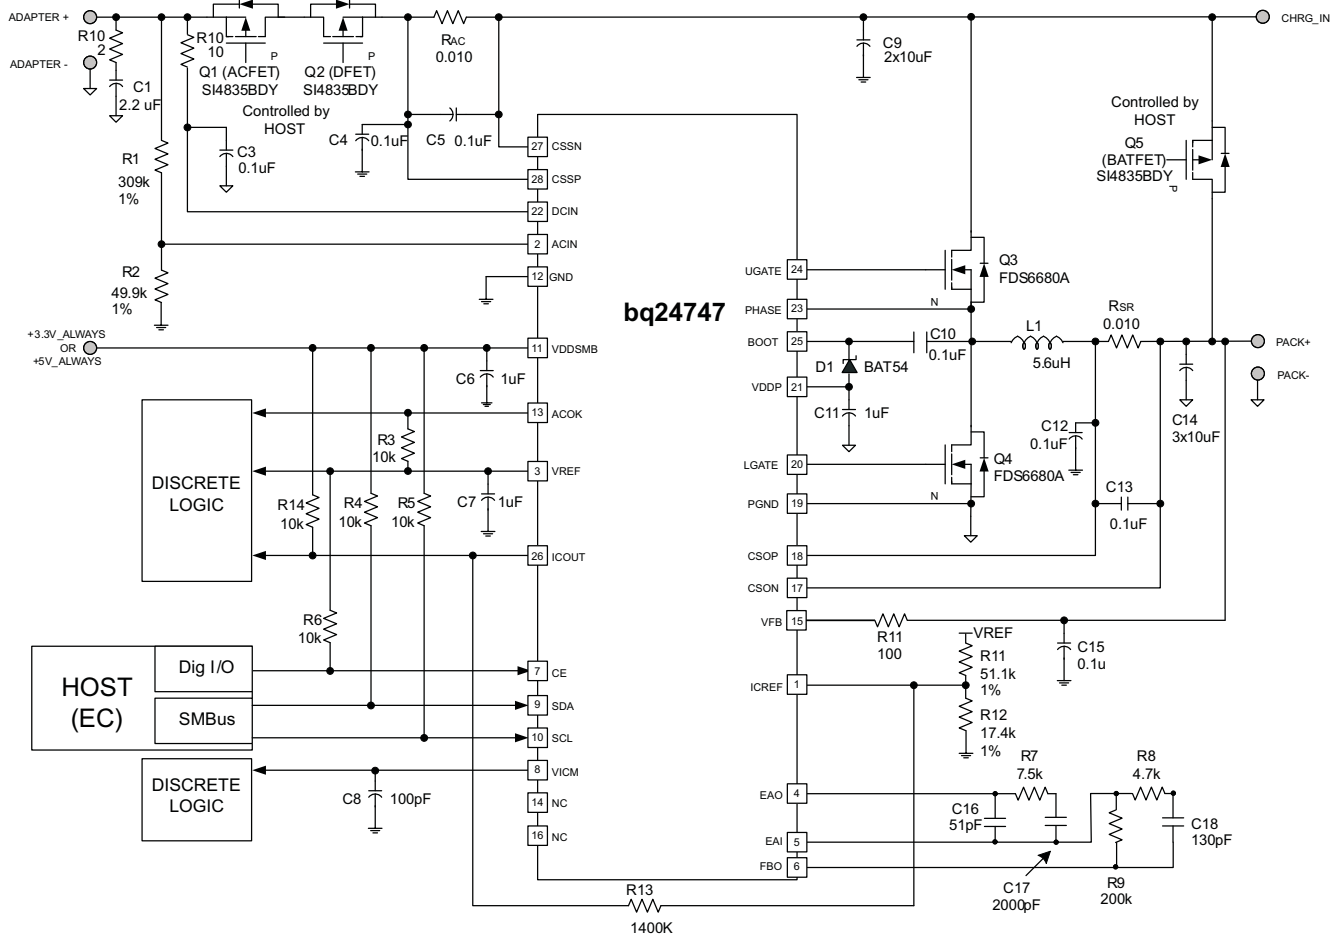 ADAPTER +
R10
2
ADAPTER -
C1
2.2 uF
R10
10
P
Q1 (ACFET)
SI4835BDY
P
Q2 (DFET)
SI4835BDY
Controlled by
HOST
RAC
0.010
C9
2x10uF
CHRG_IN
C3
0.1uF
C4
0.1uF
C5
0.1uF
R1
309k
1%
R2
49.9k
1%
Controlled by
HOST
Q5
(BATFET)
SI4835BDY
P
27 CSSN
28 CSSP
22 DCIN
2 ACIN
12 GND
+3.3V_ALWAYS
OR
+5V_ALWAYS
11 VDDSMB
C6
1uF
13 ACOK
R3
10k
3 VREF
C7
1uF
DISCRETE
LOGIC
R14
10k
R4
10k
R5
10k
26 ICOUT
R6
10k
HOST
(EC)
Dig I/O
SMBus
7 CE
9 SDA
10 SCL
DISCRETE
LOGIC
8 VICM
C8
100pF
14 NC
16 NC
bq24747
UGATE 24
Q3
FDS6680A
PHASE 23
N
BOOT 25
C10
0.1uF
L1
5.6uH
RSR
0.010
PACK+
PACK-
D1
BAT54
VDDP 21
C11
1uF
C14
3x10uF
C12
0.1uF
LGATE 20
Q4
FDS6680A
PGND 19
N
C13
0.1uF
CSOP 18
CSON 17
VFB 15
R11
100
C15
0.1u
VREF
R11
51.1k
1%
ICREF 1
R12
17.4k
1%
EAO 4
R7
7.5k
R8
4.7k
C16
51pF
C18
130pF
EAI 5
FBO 6
C17
2000pF
R9
200k
R13
1400K